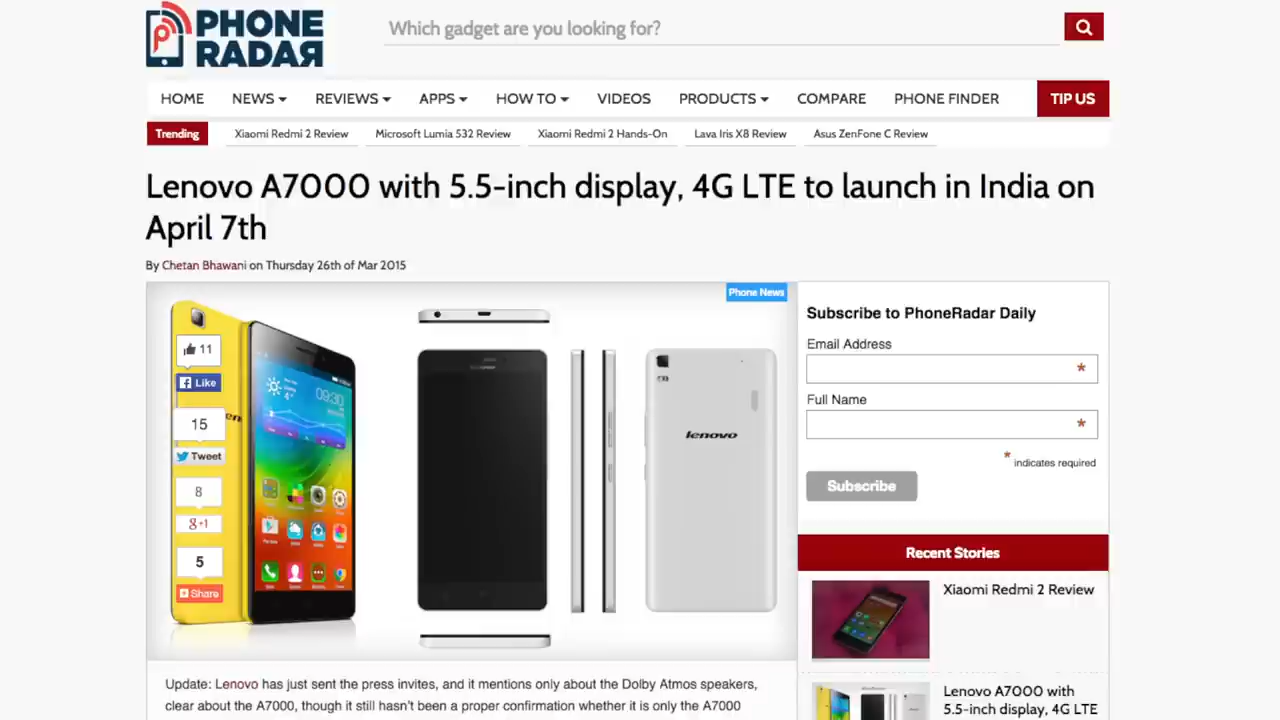 PHONE
RADAR
Which gadget are you looking for?
HOME NEWS REVIEWS APPS HOW TO VIDEOS PRODUCTS COMPARE PHONE FINDER TIP US
Trending Xiaomi Redmi 2 Review Microsoft Lumia 532 Review Xiaomi Redmi 2 Hands-On Lava Iris X8 Review Asus ZenFone C Review
Lenovo A7000 with 5.5-inch display, 4G LTE to launch in India on
April 7th
By Chetan Bhawani on Thursday 26th of Mar 2015
Phone News
11
Like
15
Tweet
8
g+1
5
Share
09:30
lenovo
Subscribe to PhoneRadar Daily
Email Address
*
Full Name
*
* indicates required
Subscribe
Recent Stories
Xiaomi Redmi 2 Review
Lenovo A7000 with
5.5-inch display, 4G LTE
Update: Lenovo has just sent the press invites, and it mentions only about the Dolby Atmos speakers,
clear about the A7000, though it still hasn't been a proper confirmation whether it is only the A7000